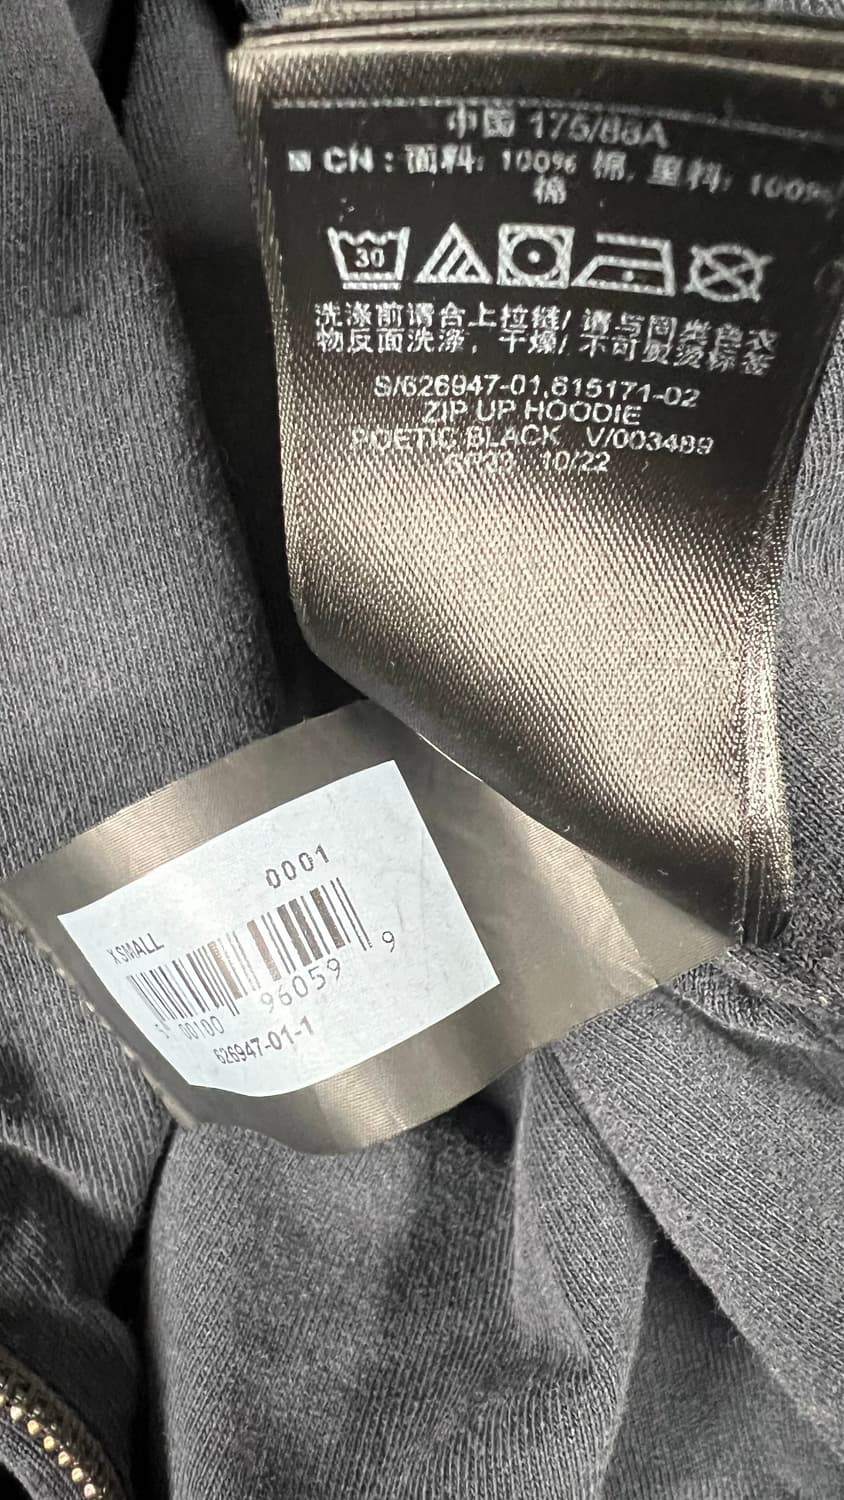 中国 175/88A
CN : 面料: 100% 棉, 里料: 100%
棉
30
洗涤前请合上拉链/ 请与同类色衣
物反面洗涤, 干燥/ 不可熨烫标签
S/626947-01,615171-02
ZIP UP HOODIE
POETIC BLACK V/003489
10/22
0001
XSMALL
5 00100 96059 9
626947-01-1